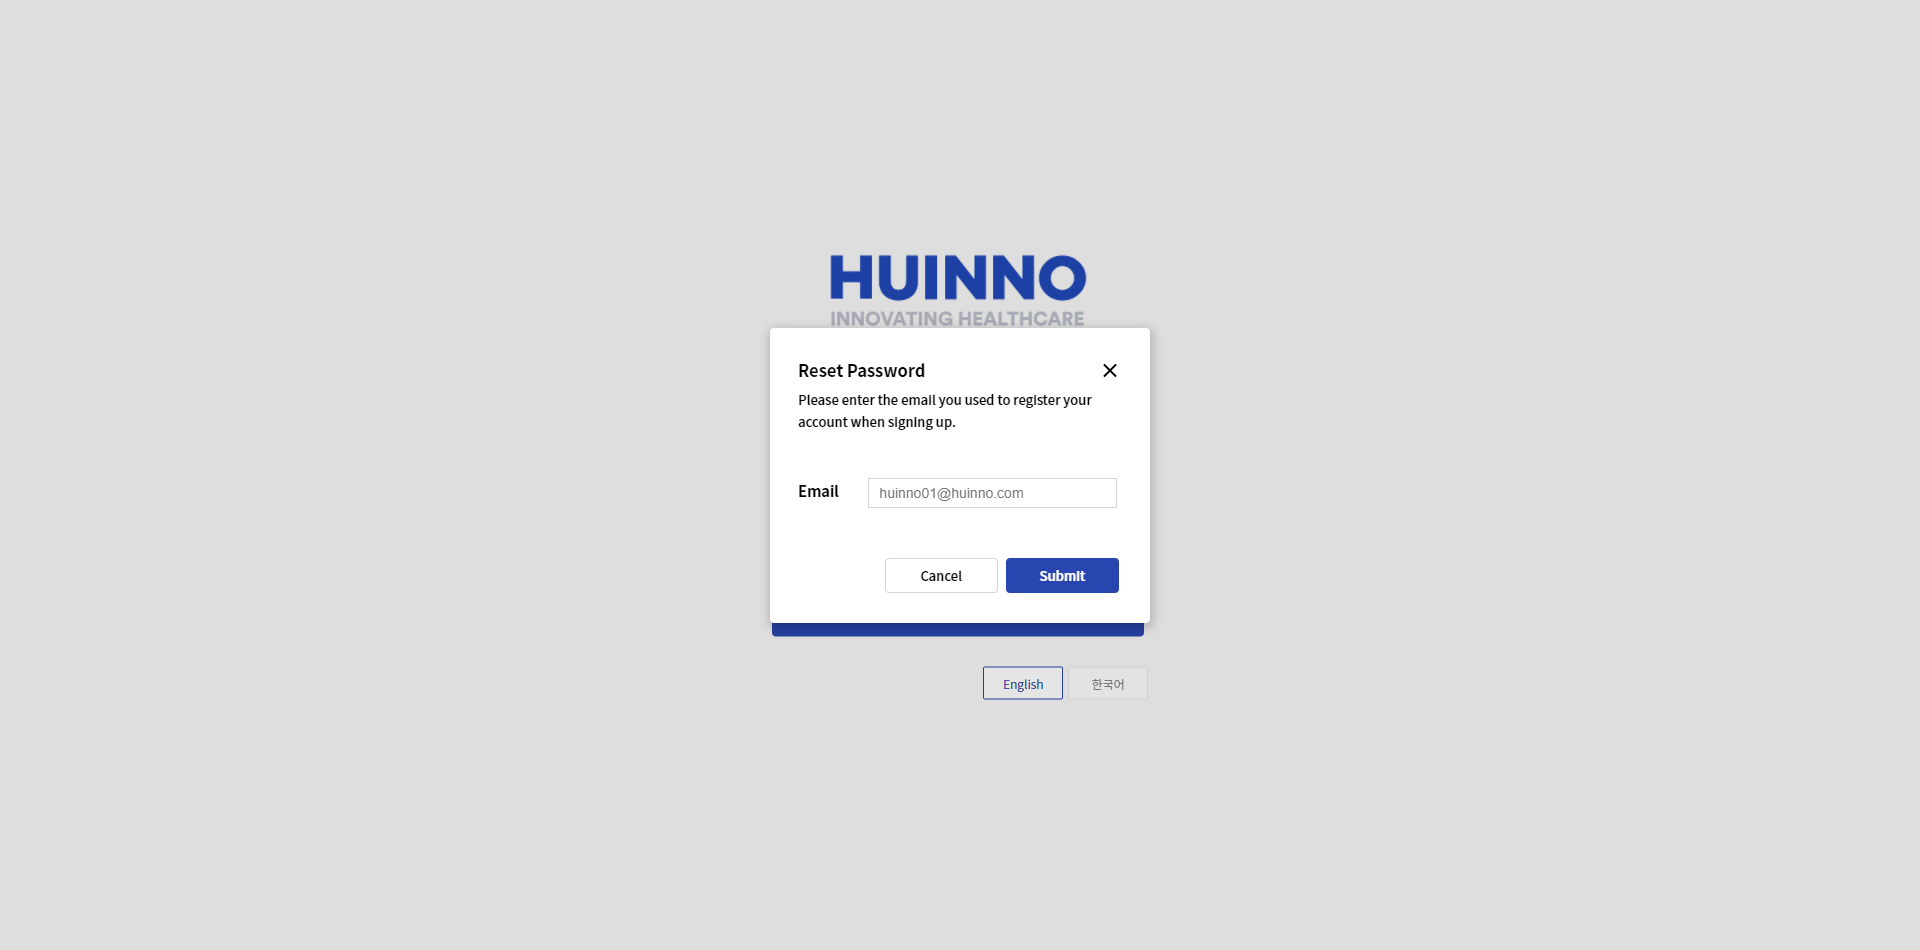 HUINNO
INNOVATING HEALTHCARE
Reset Password
Please enter the email you used to register your
account when signing up.
Email
huinno01@huinno.com
Cancel
Submit
English
한국어